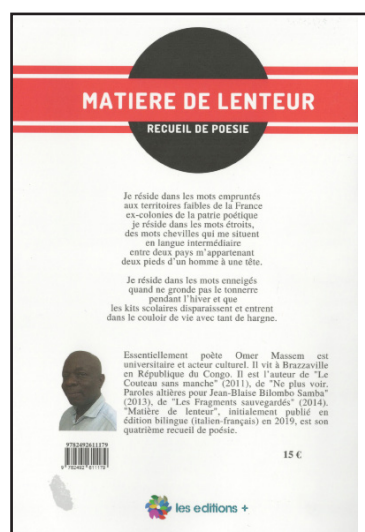 MATIERE DE LENTEUR
RECUEIL DE POESIE
Je réside dans les mots empruntés
aux territoires faibles de la France
ex-colonies de la patrie poétique
je réside dans les mots étroits,
des mots chevilles qui me situent
en langue intermédiaire
entre deux pays m'appartenant
deux pieds d'un homme à une tête.
Je réside dans les mots enneigés
quand ne gronde pas le tonnerre
pendant l'hiver et que
les kits scolaires disparaissent et entrent
dans le couloir de vie avec tant de hargne.
Essentiellement poète Omer Massem est
universitaire et acteur culturel. Il vit à Brazzaville
en République du Congo. Il est l'auteur de "Le
Couteau sans manche" (2011), de "Ne plus voir.
Paroles altières pour Jean-Blaise Bilombo Samba"
(2013), de "Les Fragments sauvegardés" (2014).
"Matière de lenteur", initialement publié en
édition bilingue (italien-français) en 2019, est son
quatrième recueil de poésie.
9782492611179
9 782492 611179
15 €
les editions +